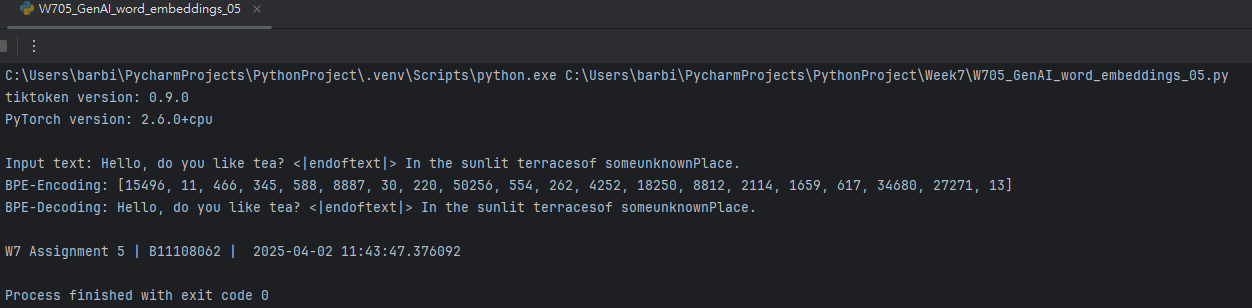 W705_GenAI_word_embeddings_05
C:\Users\barbi\PycharmProjects\PythonProject\.venv\Scripts\python.exe C:\Users\barbi\PycharmProjects\PythonProject\Week7\W705_GenAI_word_embeddings_05.py
tiktoken version: 0.9.0
PyTorch version: 2.6.0+cpu
Input text: Hello, do you like tea? <|endoftext|> In the sunlit terracesof someunknownPlace.
BPE-Encoding: [15496, 11, 466, 345, 588, 8887, 30, 220, 50256, 554, 262, 4252, 18250, 8812, 2114, 1659, 617, 34680, 27271, 13]
BPE-Decoding: Hello, do you like tea? <|endoftext|> In the sunlit terracesof someunknownPlace.
W7 Assignment 5 | B11108062 |  2025-04-02 11:43:47.376092
Process finished with exit code 0